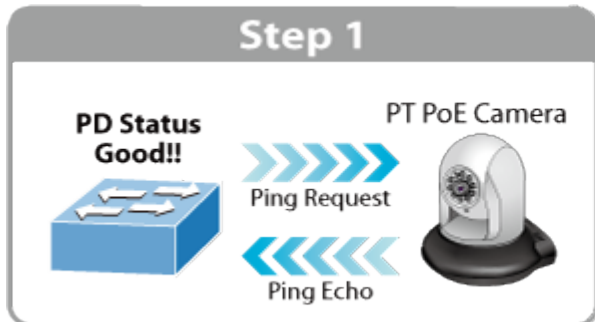 Step 1
PD Status
Good!!
PT PoE Camera
Ping Request
Ping Echo